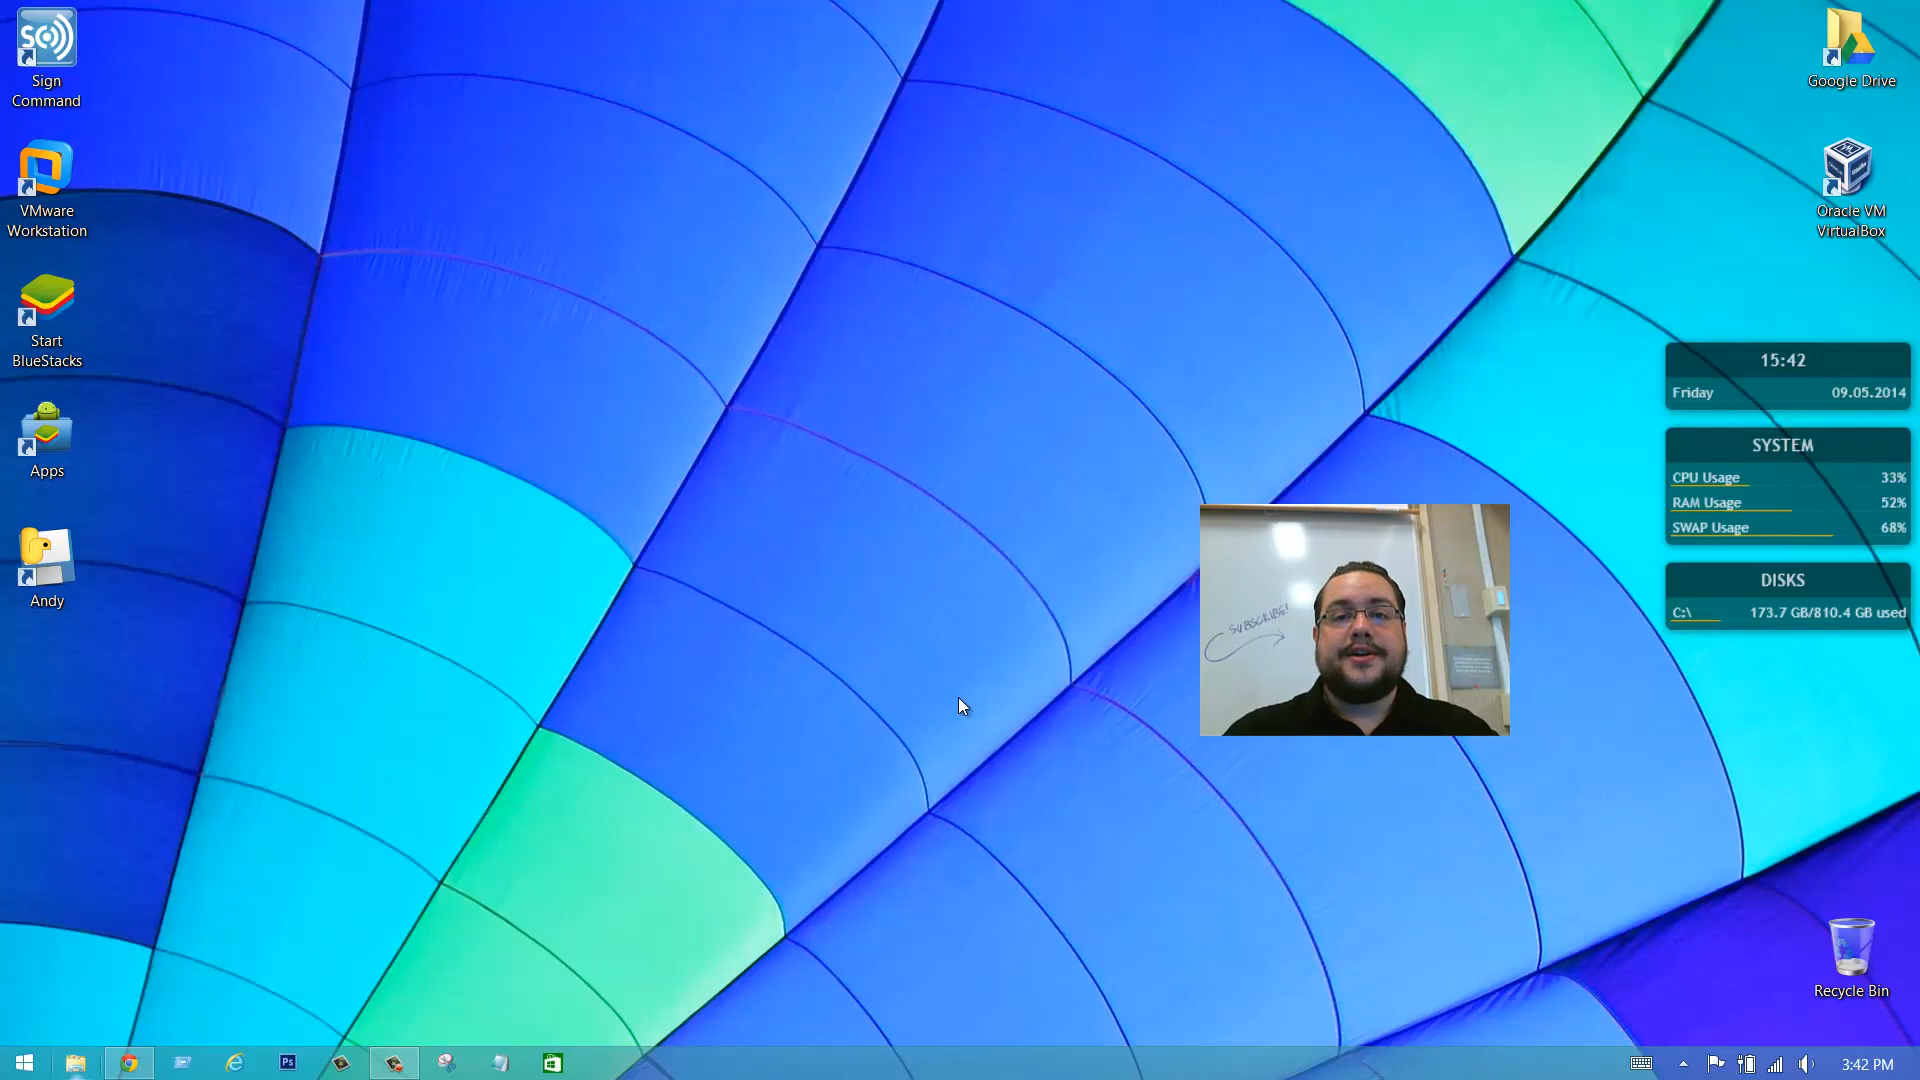 Sign
Command
VMware
Workstation
Start
BlueStacks
Apps
Andy
Google Drive
Oracle VM
VirtualBox
15:42
Friday 09.05.2014
SYSTEM
CPU Usage 33%
RAM Usage 52%
SWAP Usage 68%
DISKS
C:\ 173.7 GB/810.4 GB used
SUBSCRIBE!
Recycle Bin
Ps
3:42 PM